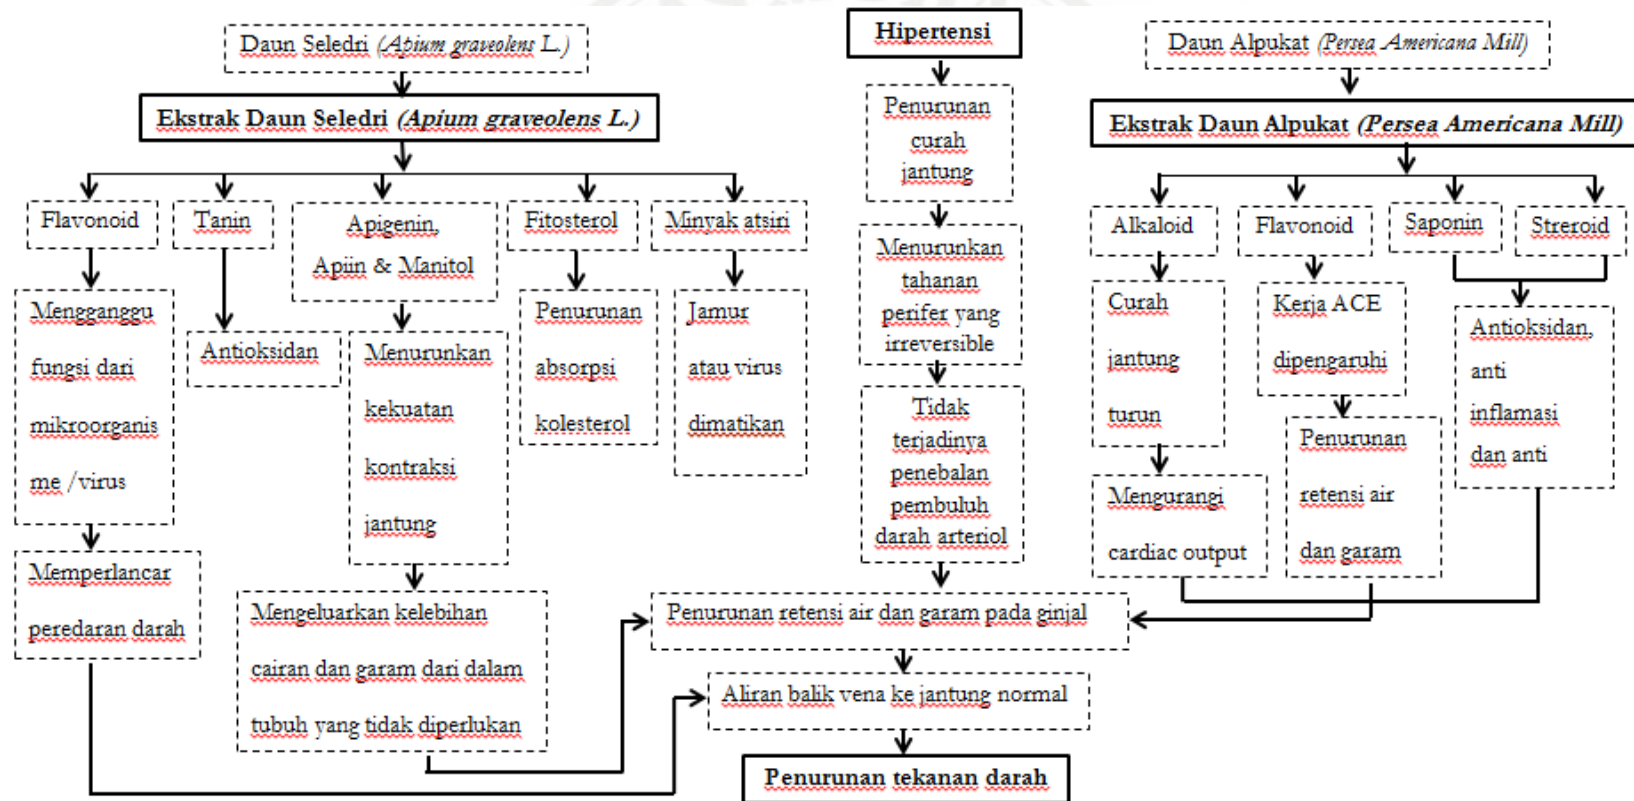 Daun Seledri (Apium graveolens L.)
Ekstrak Daun Seledri (Apium graveolens L.)
Flavonoid
Mengganggu
fungsi dari
mikroorganis
me /virus
Memperlancar
peredaran darah
Tanin
Antioksidan
Apigenin,
Apiin & Manitol
Menurunkan
kekuatan
kontraksi
jantung
Mengeluarkan kelebihan
cairan dan garam dari dalam
tubuh yang tidak diperlukan
Fitosterol
Penurunan
absorpsi
kolesterol
Minyak atsiri
Jamur
atau virus
dimatikan
Hipertensi
Penurunan
curah
jantung
Menurunkan
tahanan
perifer yang
irreversible
Tidak
terjadinya
penebalan
pembuluh
darah arteriol
Penurunan retensi air dan garam pada ginjal
Aliran balik vena ke jantung normal
Penurunan tekanan darah
Daun Alpukat (Persea Americana Mill)
Ekstrak Daun Alpukat (Persea Americana Mill)
Alkaloid
Curah
jantung
turun
Mengurangi
cardiac output
Flavonoid
Kerja ACE
dipengaruhi
Penurunan
retensi air
dan garam
Saponin
Streroid
Antioksidan,
anti
inflamasi
dan anti